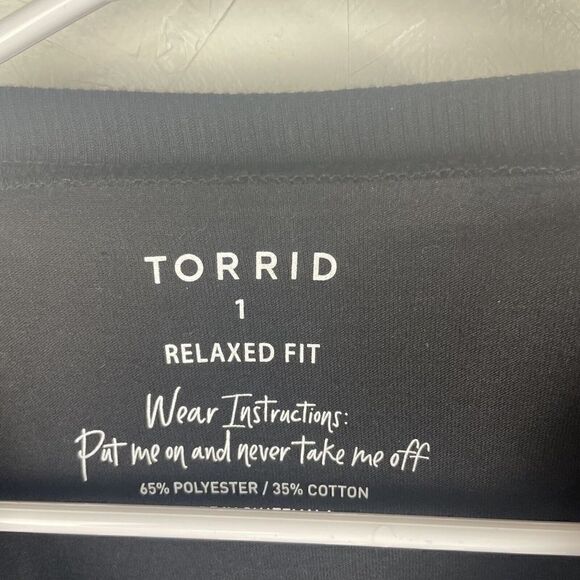 TORRID
1
RELAXED FIT
Wear Instructions:
Put me on and never take me off
65% POLYESTER / 35% COTTON